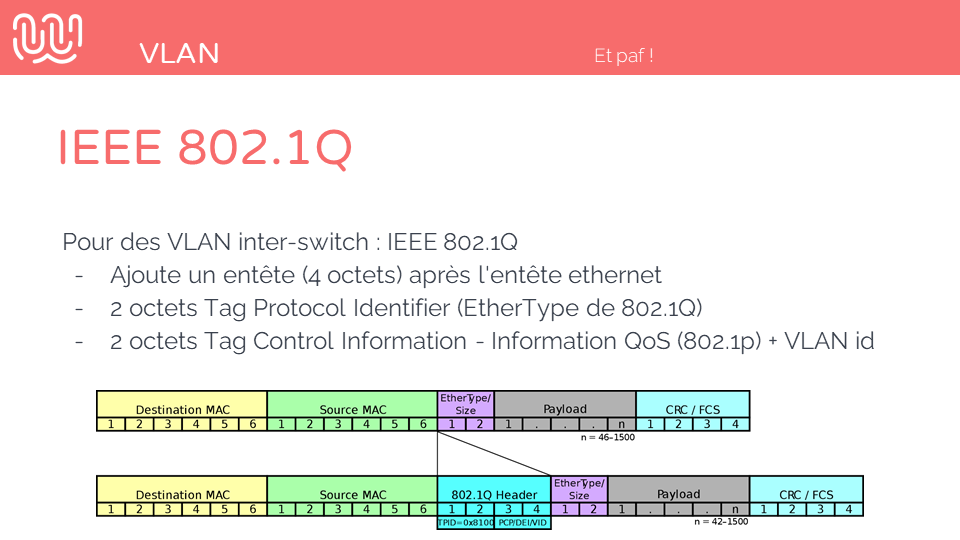 VLAN
Et paf !
IEEE 802.1Q
Pour des VLAN inter-switch : IEEE 802.1Q
- Ajoute un entête (4 octets) après l'entête ethernet
- 2 octets Tag Protocol Identifier (EtherType de 802.1Q)
- 2 octets Tag Control Information - Information QoS (802.1p) + VLAN id
Destination MAC Source MAC EtherType/ Size Payload CRC / FCS
1 2 3 4 5 6 1 2 3 4 5 6 1 2 1 . . . n 1 2 3 4
n = 46–1500
Destination MAC Source MAC 802.1Q Header EtherType/ Size Payload CRC / FCS
1 2 3 4 5 6 1 2 3 4 5 6 1 2 3 4 1 2 1 . . . n 1 2 3 4
TPID=0x8100 PCP/DEI/VID n = 42–1500